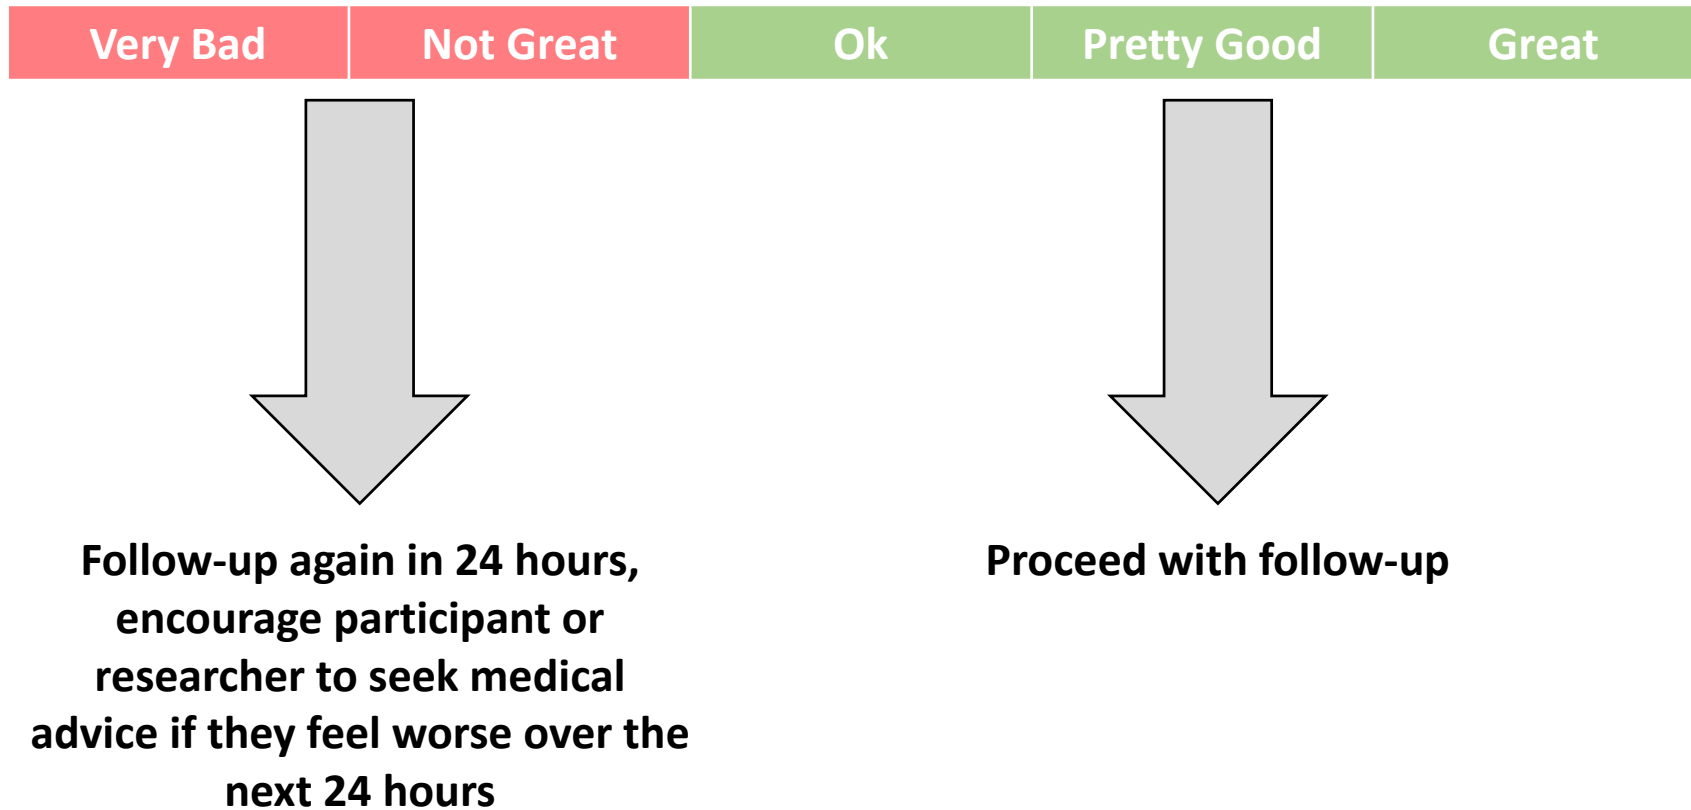 Very Bad Not Great Ok Pretty Good Great
Follow-up again in 24 hours,
encourage participant or
researcher to seek medical
advice if they feel worse over the
next 24 hours
Proceed with follow-up